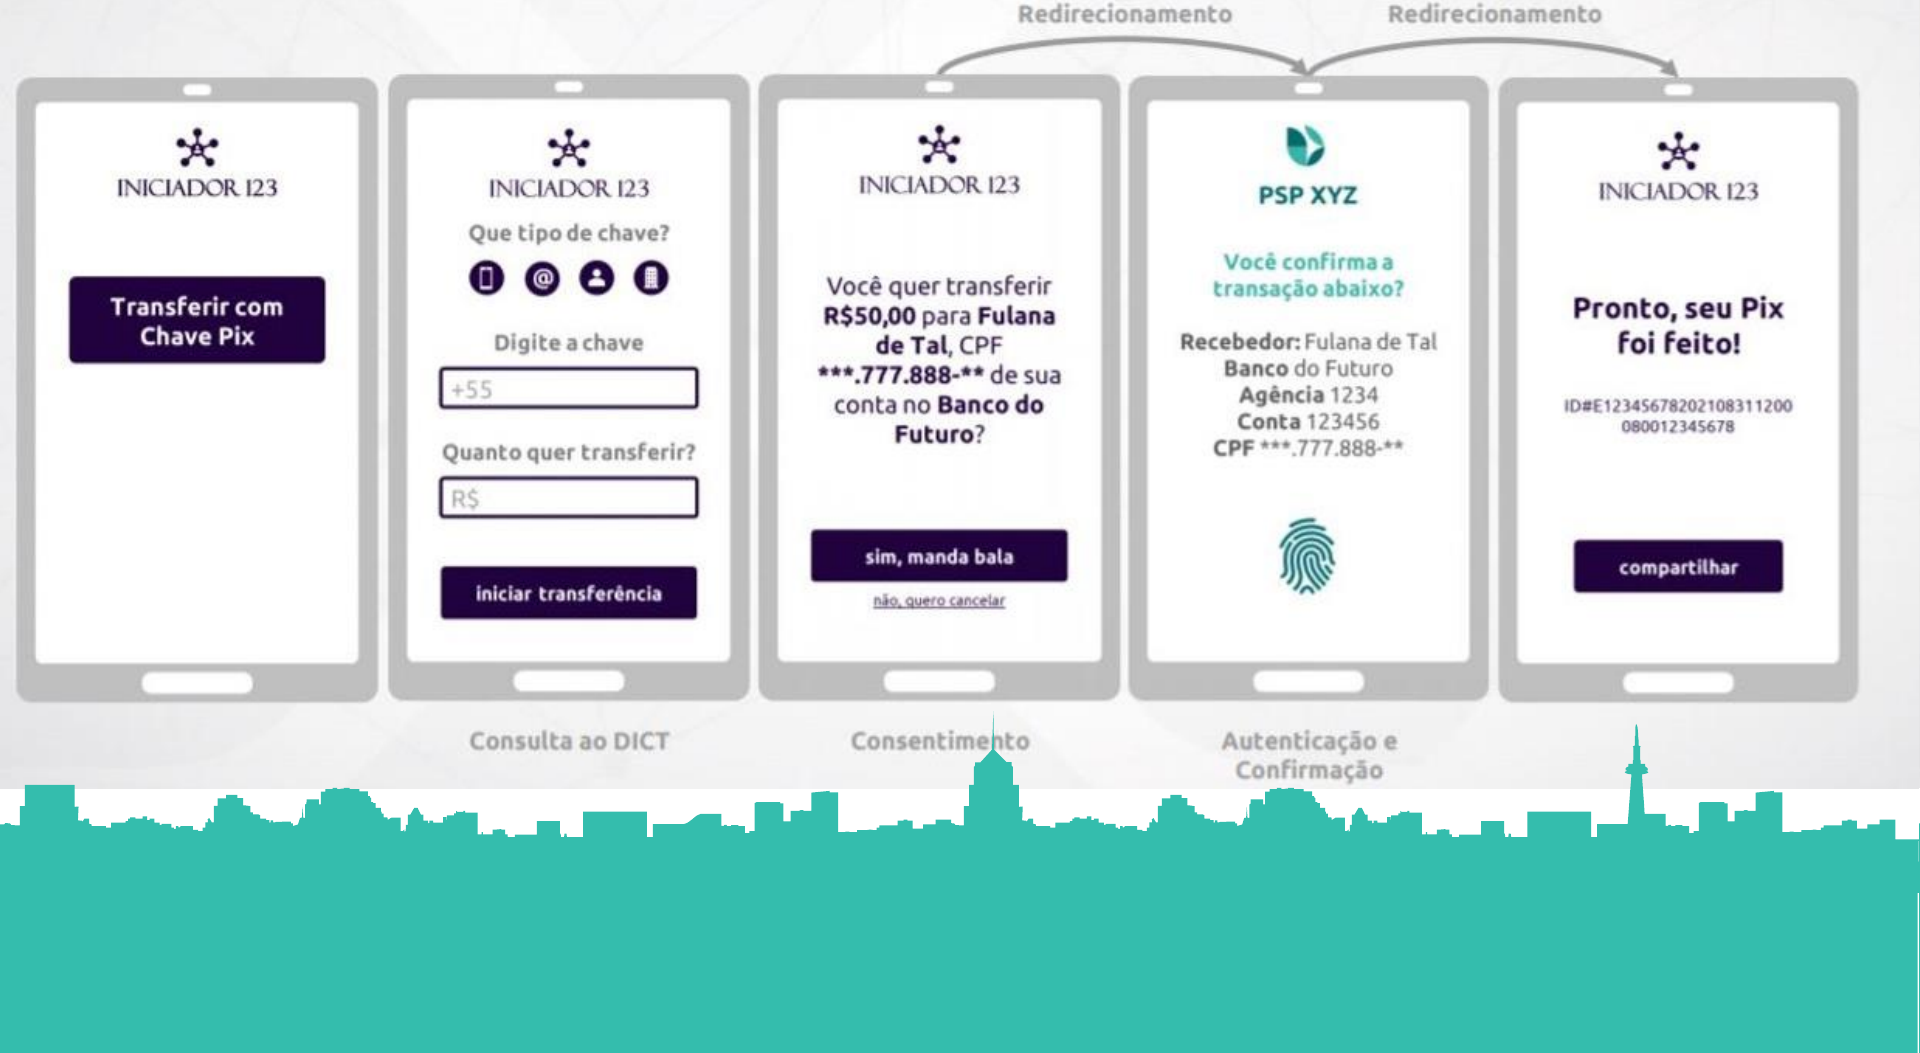 Redirecionamento
Redirecionamento
INICIADOR 123
Transferir com
Chave Pix
INICIADOR 123
Que tipo de chave?
@
Digite a chave
+55
Quanto quer transferir?
R$
iniciar transferência
Consulta ao DICT
INICIADOR 123
Você quer transferir
R$50,00 para Fulana
de Tal, CPF
***.777.888-** de sua
conta no Banco do
Futuro?
sim, manda bala
não, quero cancelar
Consentimento
PSP XYZ
Você confirma a
transação abaixo?
Recebedor: Fulana de Tal
Banco do Futuro
Agência 1234
Conta 123456
CPF ***.777.888-**
Autenticação e
Confirmação
INICIADOR 123
Pronto, seu Pix
foi feito!
ID#E12345678202108311200
080012345678
compartilhar